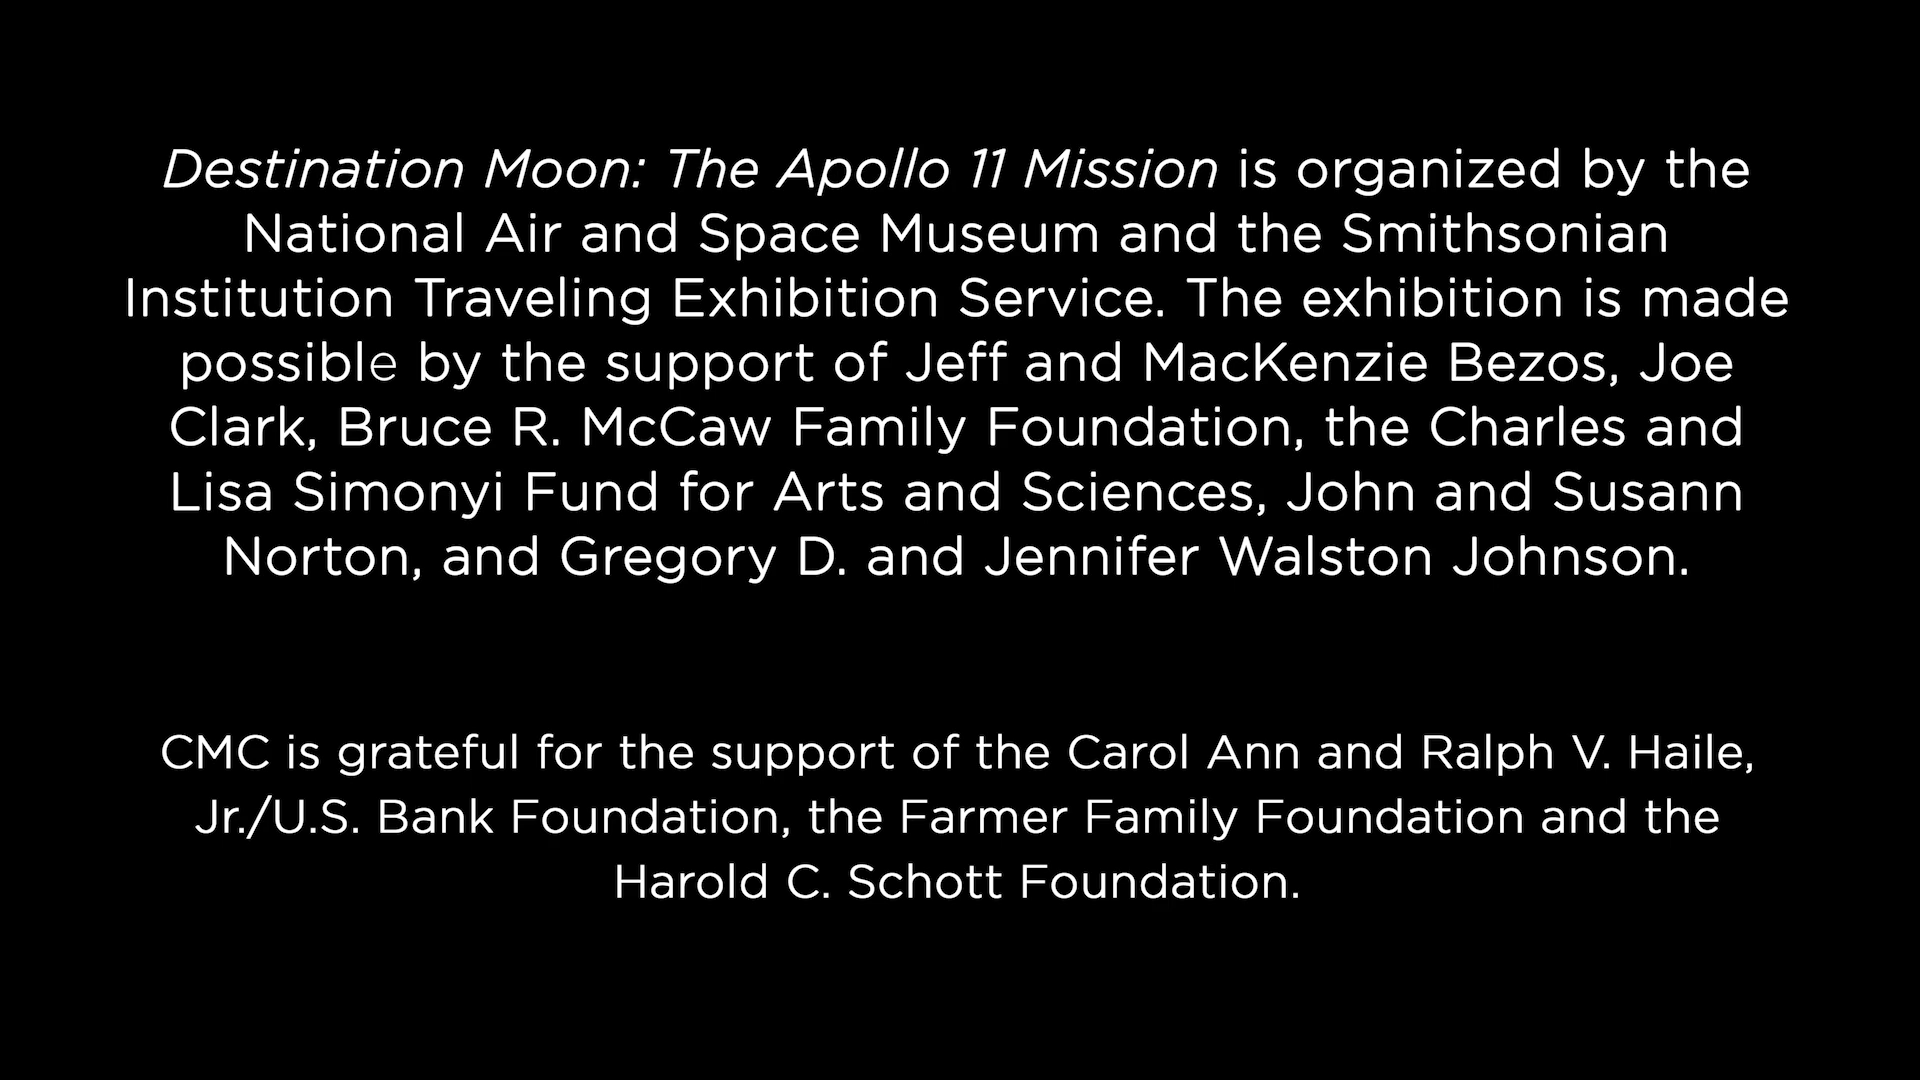 Destination Moon: The Apollo 11 Mission is organized by the
National Air and Space Museum and the Smithsonian
Institution Traveling Exhibition Service. The exhibition is made
possible by the support of Jeff and MacKenzie Bezos, Joe
Clark, Bruce R. McCaw Family Foundation, the Charles and
Lisa Simonyi Fund for Arts and Sciences, John and Susann
Norton, and Gregory D. and Jennifer Walston Johnson.
CMC is grateful for the support of the Carol Ann and Ralph V. Haile,
Jr./U.S. Bank Foundation, the Farmer Family Foundation and the
Harold C. Schott Foundation.